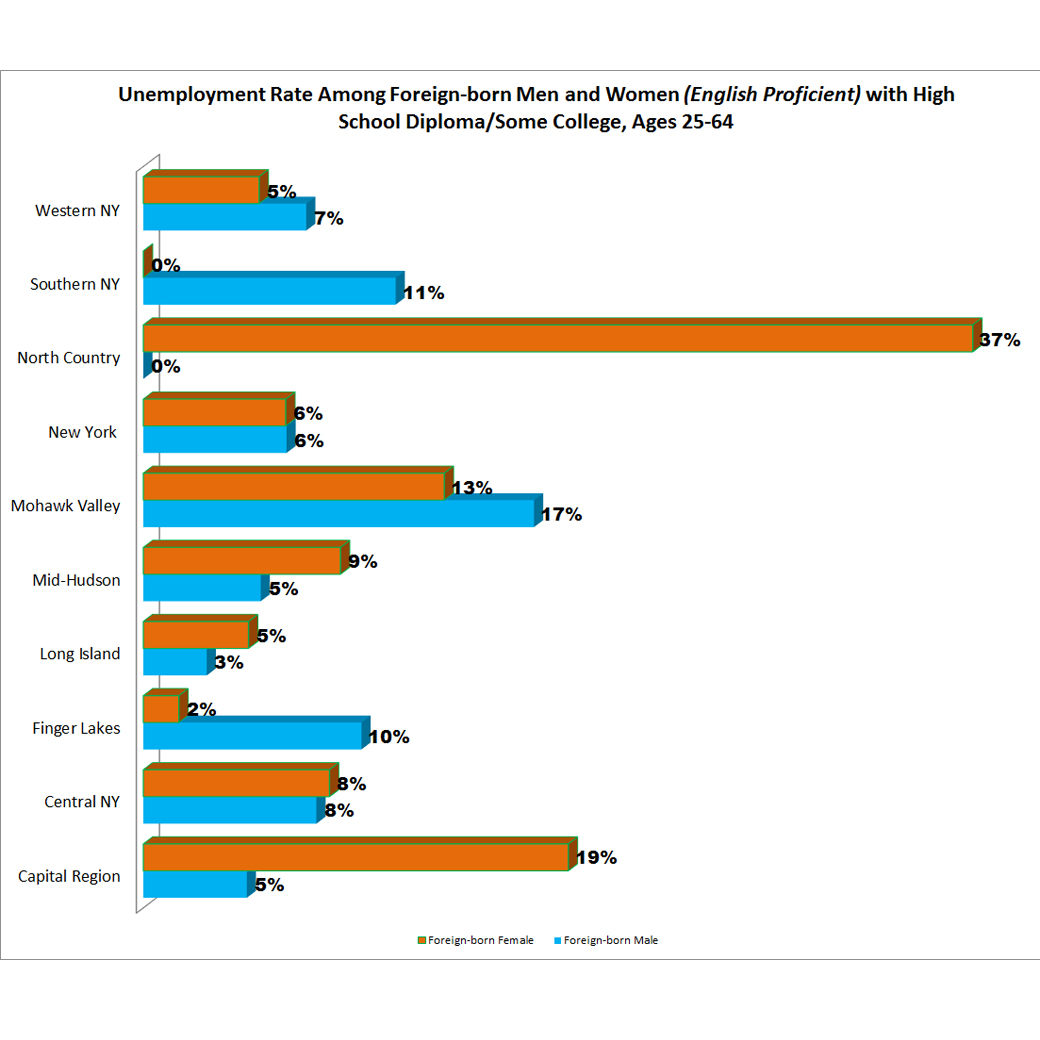 Unemployment Rate Among Foreign-born Men and Women (English Proficient) with High
School Diploma/Some College, Ages 25-64
5%
Western NY
7%
0%
Southern NY
11%
37%
North Country
0%
6%
New York
6%
13%
Mohawk Valley
17%
9%
Mid-Hudson
5%
5%
Long Island
3%
2%
Finger Lakes
10%
8%
Central NY
8%
19%
Capital Region
5%
Foreign-born Female Foreign-born Male